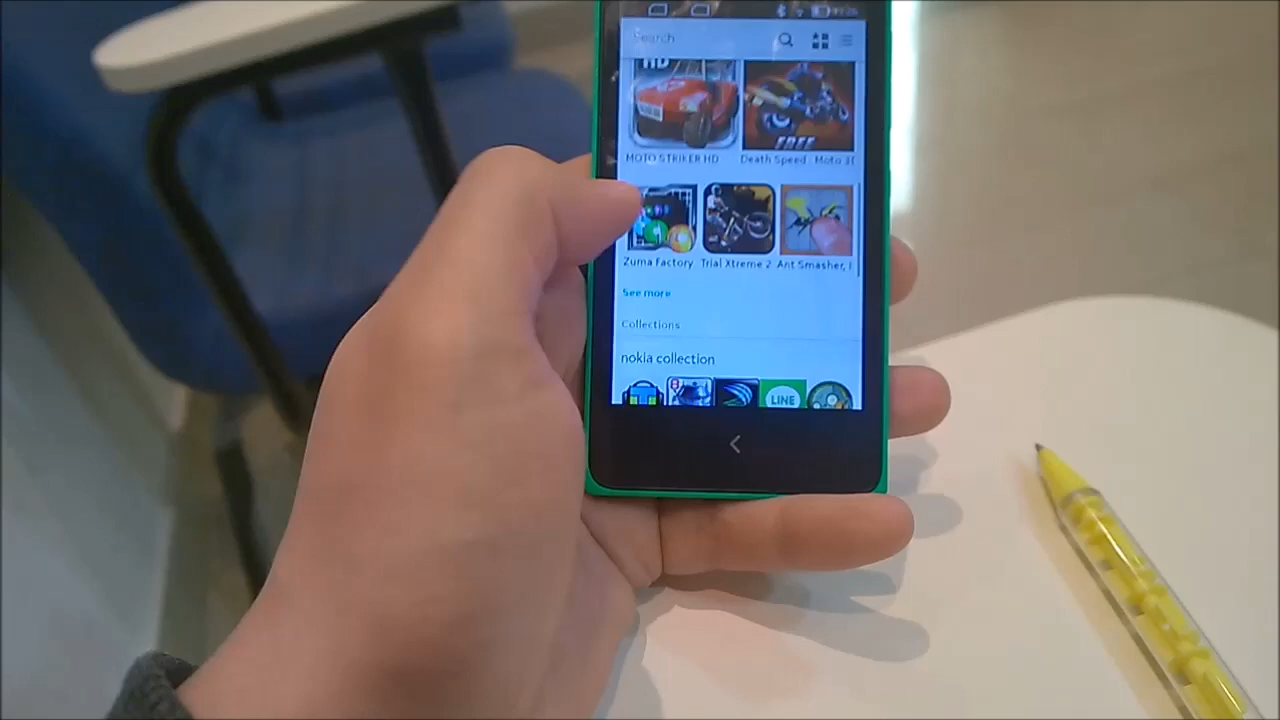 Search
HD
FREE
MOTO STRIKER HD Death Speed : Moto 3D
Zuma Factory Trial Xtreme 2 Ant Smasher,
See more
Collections
nokia collection
LINE